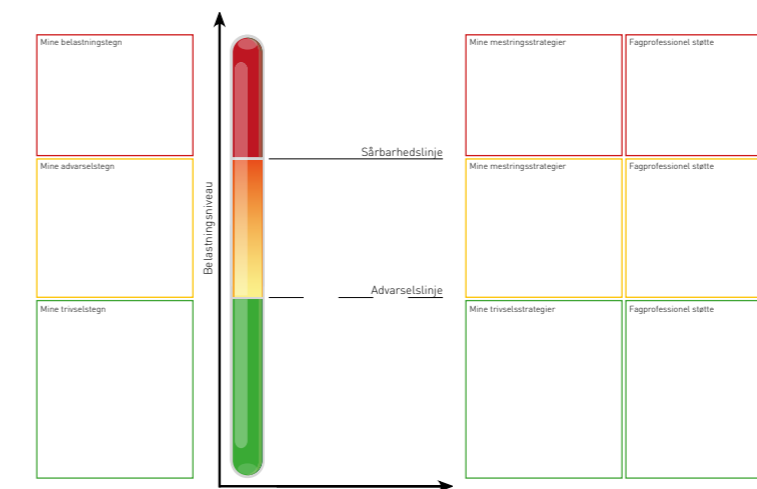 Mine belastningstegn
Mine mestringsstrategier
Fagprofessionel støtte
Sårbarhedslinje
Mine advarselstegn
Mine mestringsstrategier
Fagprofessionel støtte
Belastningsniveau
Advarselslinje
Mine trivselstegn
Mine trivselsstrategier
Fagprofessionel støtte